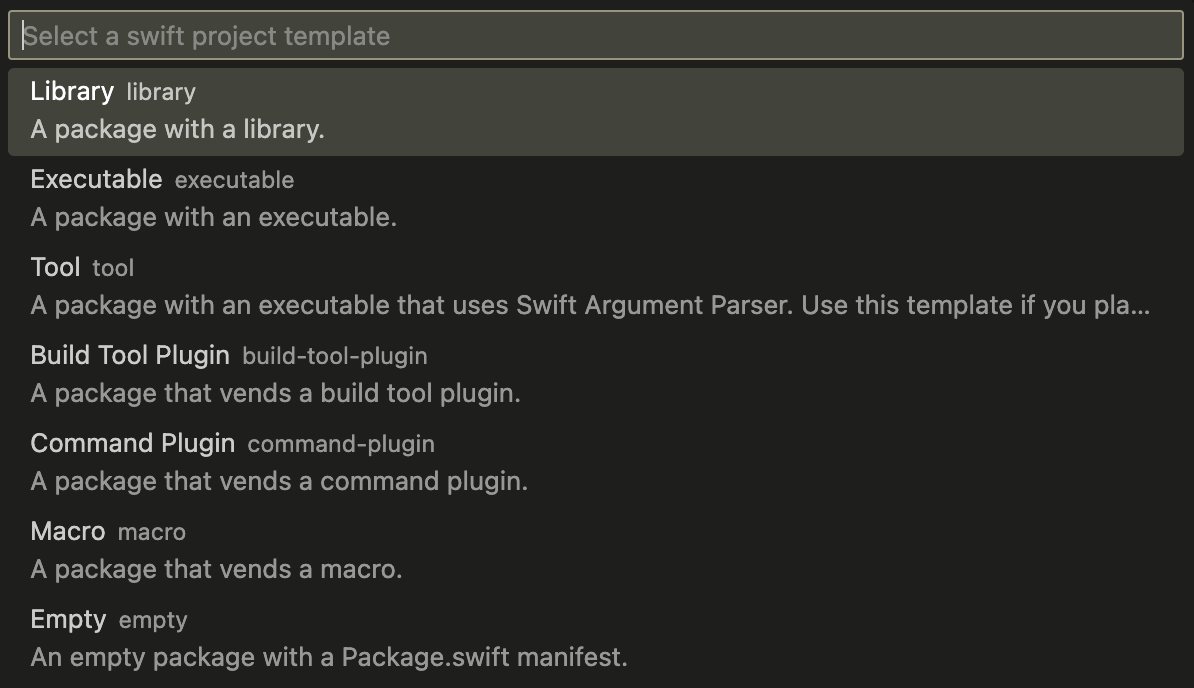 Select a swift project template
Library library
A package with a library.
Executable executable
A package with an executable.
Tool tool
A package with an executable that uses Swift Argument Parser. Use this template if you pla...
Build Tool Plugin build-tool-plugin
A package that vends a build tool plugin.
Command Plugin command-plugin
A package that vends a command plugin.
Macro macro
A package that vends a macro.
Empty empty
An empty package with a Package.swift manifest.